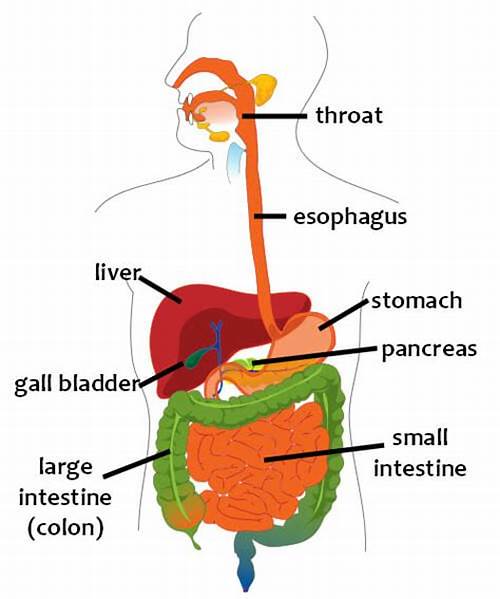 throat
esophagus
liver
stomach
pancreas
gall bladder
small
intestine
large
intestine
(colon)